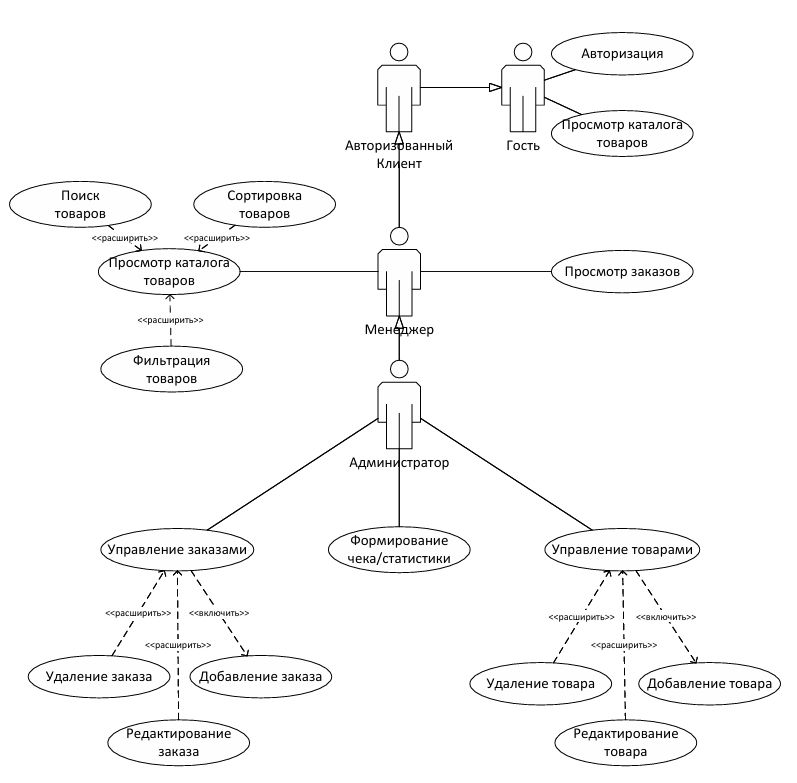 Авторизация
Просмотр каталога
товаров
Авторизованный
Клиент
Гость
Поиск
товаров
Сортировка
товаров
<<расширить>>
<<расширить>>
Просмотр каталога
товаров
Просмотр заказов
<<расширить>>
Менеджер
Фильтрация
товаров
Администратор
Управление заказами
Формирование
чека/статистики
Управление товарами
<<расширить>>
<<включить>>
<<расширить>>
<<включить>>
<<расширить>>
<<расширить>>
Удаление заказа
Добавление заказа
Удаление товара
Добавление товара
Редактирование
заказа
Редактирование
товара